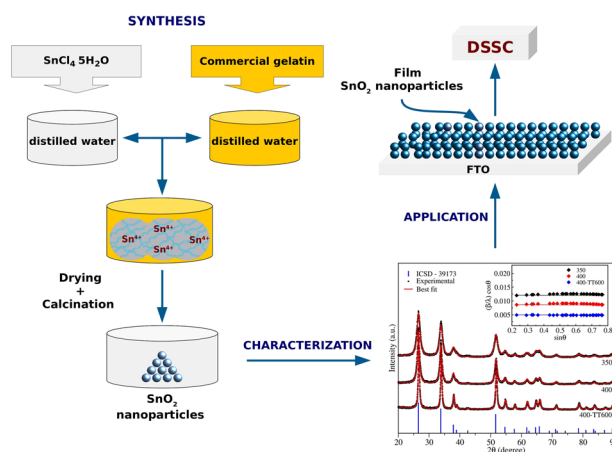 SYNTHESIS
SnCl₄ 5H₂O
Commercial gelatin
distilled water
distilled water
Sn⁴⁺
Sn⁴⁺
Sn⁴⁺
Sn⁴⁺
Sn⁴⁺
Drying
+
Calcination
SnO₂
nanoparticles
CHARACTERIZATION
DSSC
Film
SnO₂ nanoparticles
FTO
APPLICATION
ICSD - 39173
Experimental
Best fit
350
400
400-TT600
(β/λ) cosθ
0.020
0.015
0.010
0.005
0.2 0.3 0.4 0.5 0.6 0.7 0.8
sinθ
Intensity (a.u.)
350
400
400-TT600
20 30 40 50 60 70 80 90
2θ (degree)